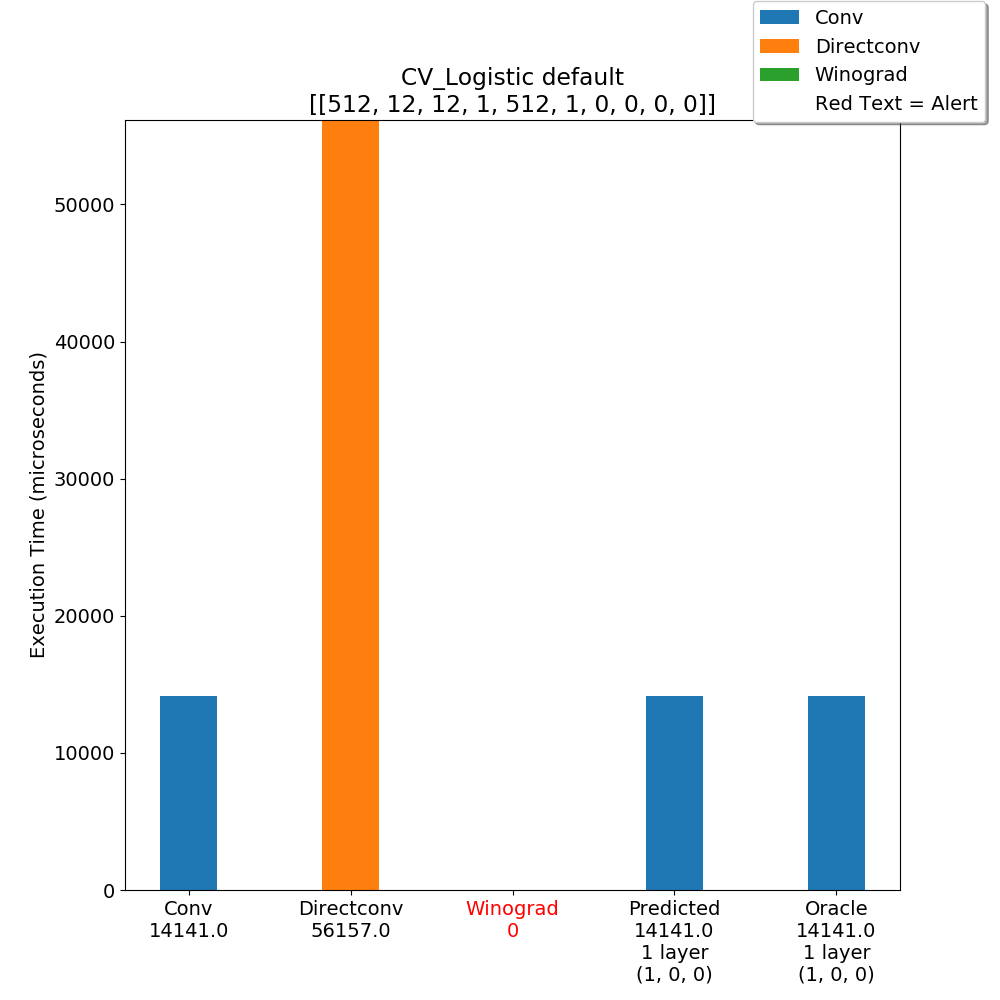 Conv
Directconv
Winograd
Red Text = Alert
CV_Logistic default
[[512, 12, 12, 1, 512, 1, 0, 0, 0, 0]]
Execution Time (microseconds)
50000
40000
30000
20000
10000
0
Conv
14141.0
Directconv
56157.0
Winograd
0
Predicted
14141.0
1 layer
(1, 0, 0)
Oracle
14141.0
1 layer
(1, 0, 0)